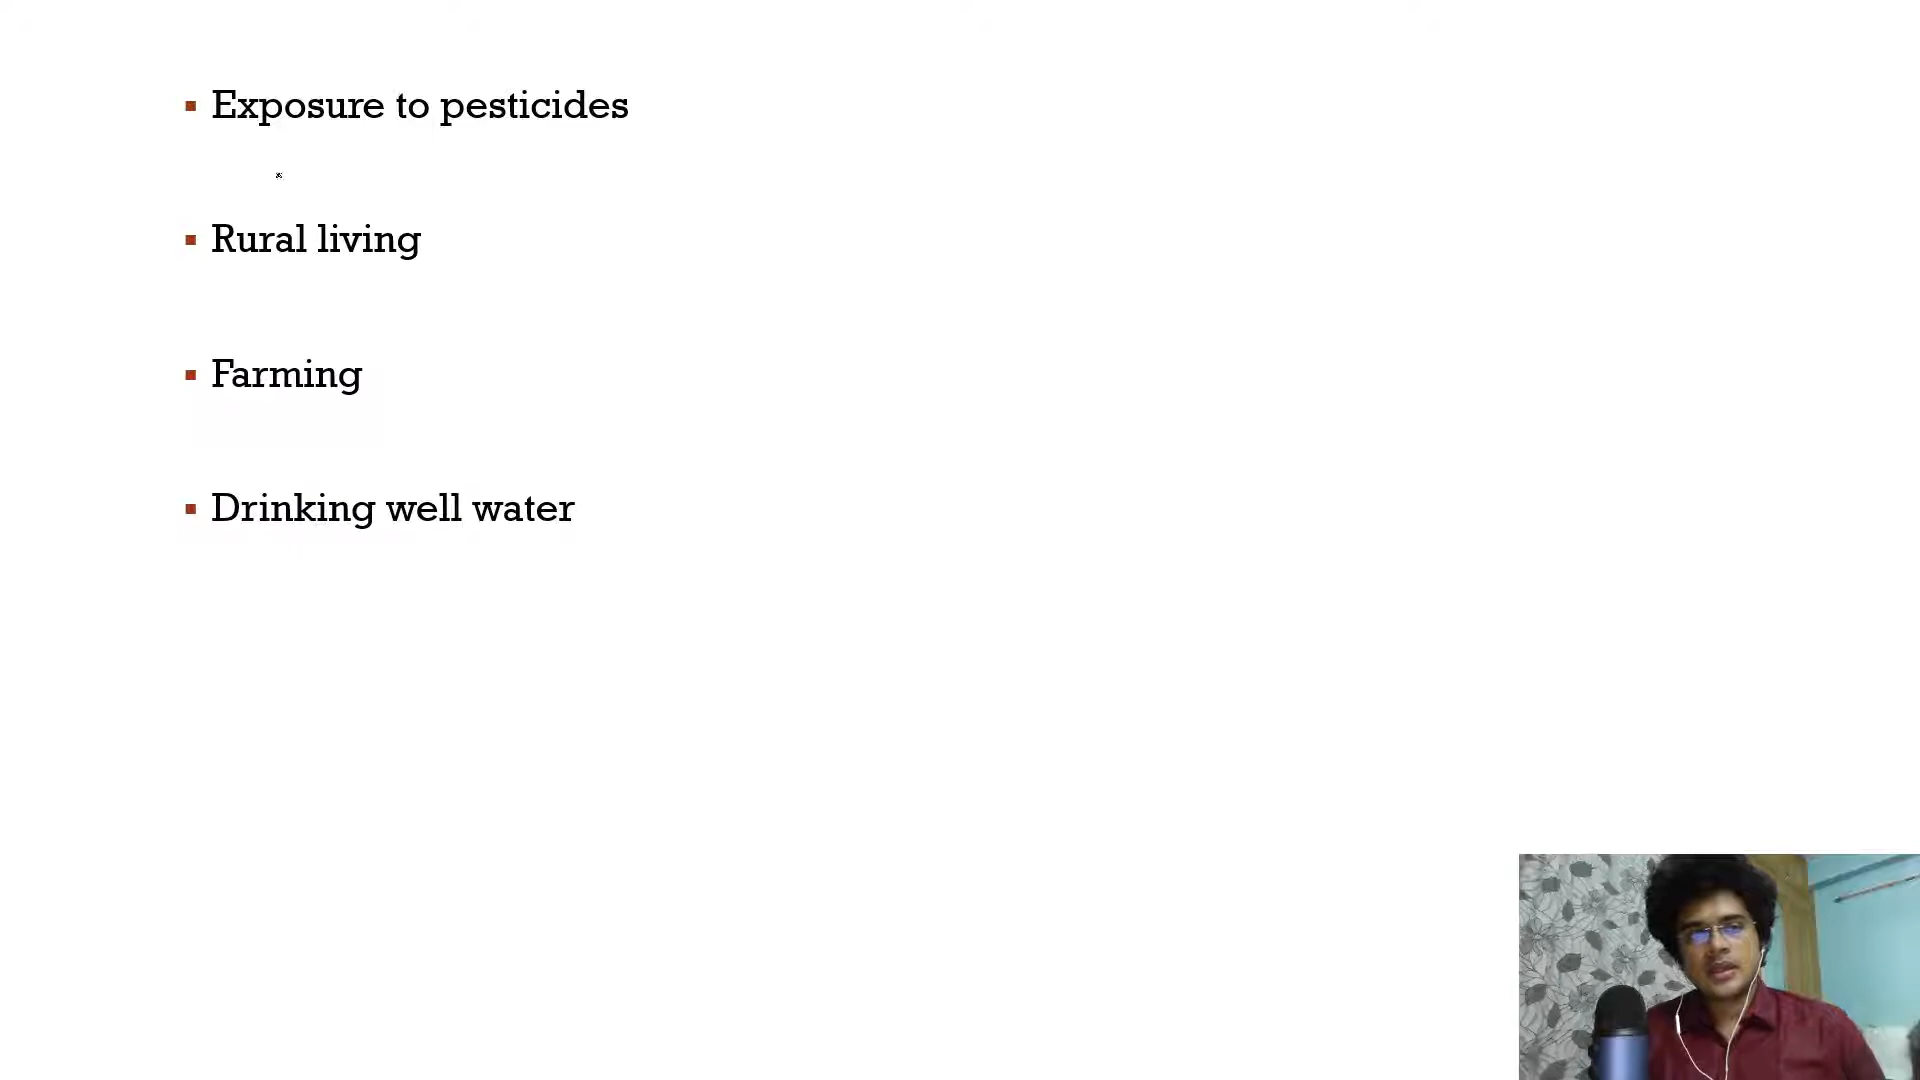 Exposure to pesticides
Rural living
Farming
Drinking well water